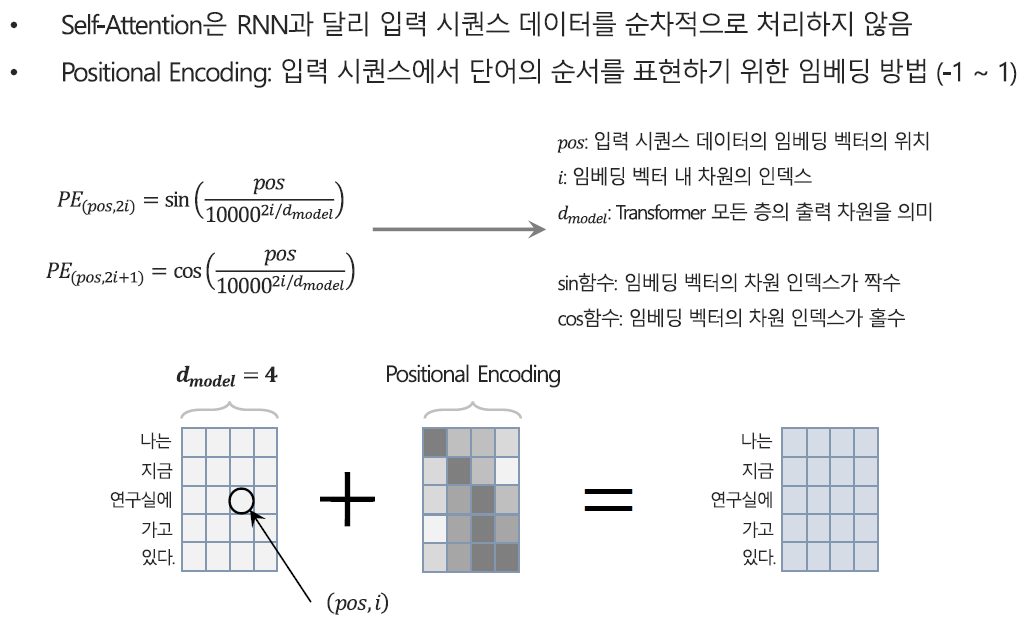 • Self-Attention은 RNN과 달리 입력 시퀀스 데이터를 순차적으로 처리하지 않음
• Positional Encoding: 입력 시퀀스에서 단어의 순서를 표현하기 위한 임베딩 방법 (-1 ~ 1)
pos: 입력 시퀀스 데이터의 임베딩 벡터의 위치
i: 임베딩 벡터 내 차원의 인덱스
d_model: Transformer 모든 층의 출력 차원을 의미
PE_(pos,2i) = sin(pos / 10000^(2i/d_model))
PE_(pos,2i+1) = cos(pos / 10000^(2i/d_model))
sin함수: 임베딩 벡터의 차원 인덱스가 짝수
cos함수: 임베딩 벡터의 차원 인덱스가 홀수
d_model = 4
Positional Encoding
나는
지금
연구실에
가고
있다.
+
=
나는
지금
연구실에
가고
있다.
(pos, i)